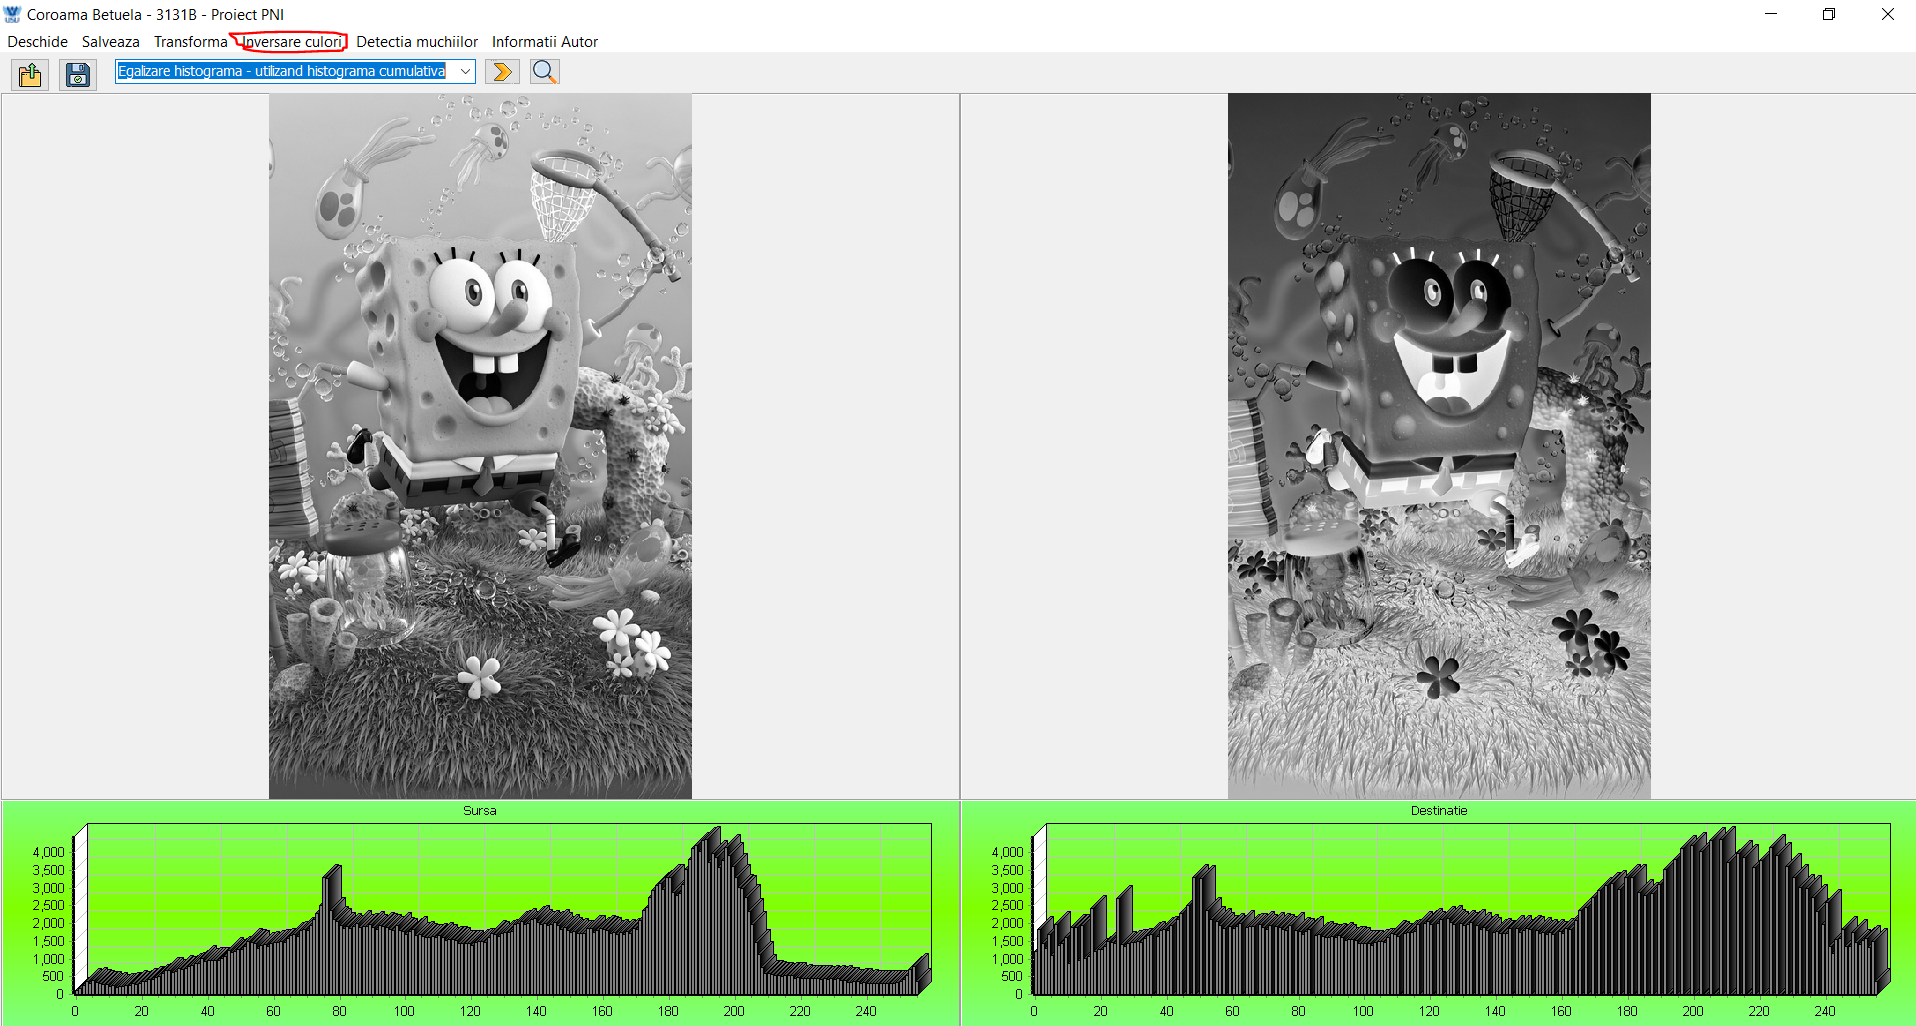 Coroama Betuela - 3131B - Proiect PNI
Deschide Salveaza Transforma Inversare culori Detectia muchiilor Informatii Autor
Egalizare histograma - utilizand histograma cumulativa
Sursa
4,000
3,500
3,000
2,500
2,000
1,500
1,000
500
0
0 20 40 60 80 100 120 140 160 180 200 220 240
Destinatie
4,000
3,500
3,000
2,500
2,000
1,500
1,000
500
0
0 20 40 60 80 100 120 140 160 180 200 220 240